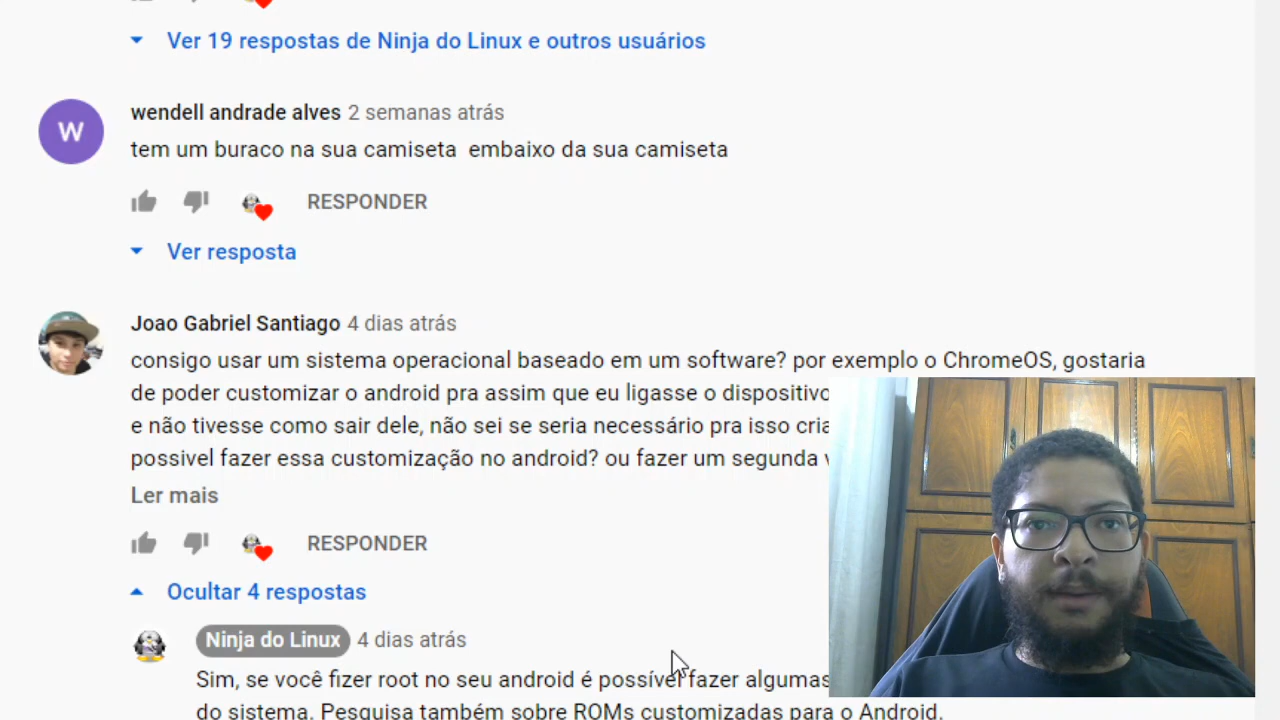 Ver 19 respostas de Ninja do Linux e outros usuários
W
wendell andrade alves 2 semanas atrás
tem um buraco na sua camiseta embaixo da sua camiseta
RESPONDER
Ver resposta
Joao Gabriel Santiago 4 dias atrás
consigo usar um sistema operacional baseado em um software? por exemplo o ChromeOS, gostaria
de poder customizar o android pra assim que eu ligasse o dispositivo
e não tivesse como sair dele, não sei se seria necessário pra isso cria
possivel fazer essa customização no android? ou fazer um segunda
Ler mais
RESPONDER
Ocultar 4 respostas
Ninja do Linux 4 dias atrás
Sim, se você fizer root no seu android é possível fazer algumas
do sistema. Pesquisa também sobre ROMs customizadas para o Android.